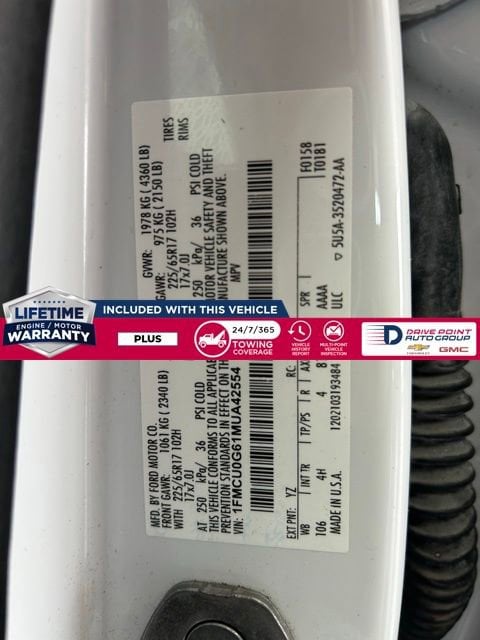 MFD. BY FORD MOTOR CO.
GVWR: 1978 KG ( 4360 LB)
FRONT GAWR: 1061 KG ( 2340 LB)
GAWR: 975 KG ( 2150 LB)
WITH 225/65R17 102H
225/65R17 102H
TIRES
17x7.0J
17x7.0J
RIMS
AT 250 kPa/ 36 PSI COLD
250 kPa/ 36 PSI COLD
THIS VEHICLE CONFORMS TO ALL APPLICA
MOTOR VEHICLE SAFETY AND THEFT
PREVENTION STANDARDS IN EFFECT ON TH
NUFACTURE SHOWN ABOVE.
VIN: 1FMCU0G61MUA42554
MPV
EXT PNT: YZ
RC:
F0158
T0181
WB
INT TR
TP/PS
R
AX
SPR
106
4H
4
8
AAAA
ULC
MADE IN U.S.A.
12021031934B4
5U5A-3520472-AA
LIFETIME
ENGINE / MOTOR
WARRANTY
INCLUDED WITH THIS VEHICLE
PLUS
24/7/365
TOWING
COVERAGE
VEHICLE
HISTORY
REPORT
MULTI-POINT
VEHICLE
INSPECTION
DRIVE POINT
AUTO GROUP
CHEVROLET
GMC